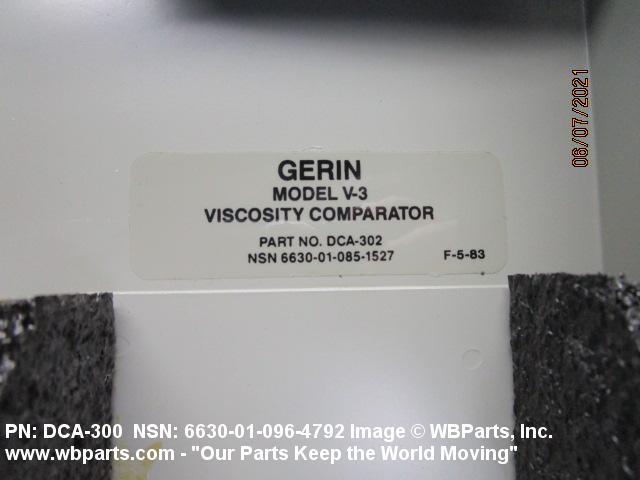 06/07/2021
GERIN
MODEL V-3
VISCOSITY COMPARATOR
PART NO. DCA-302
NSN 6630-01-085-1527 F-5-83
PN: DCA-300 NSN: 6630-01-096-4792 Image © WBParts, Inc.
www.wbparts.com - "Our Parts Keep the World Moving"